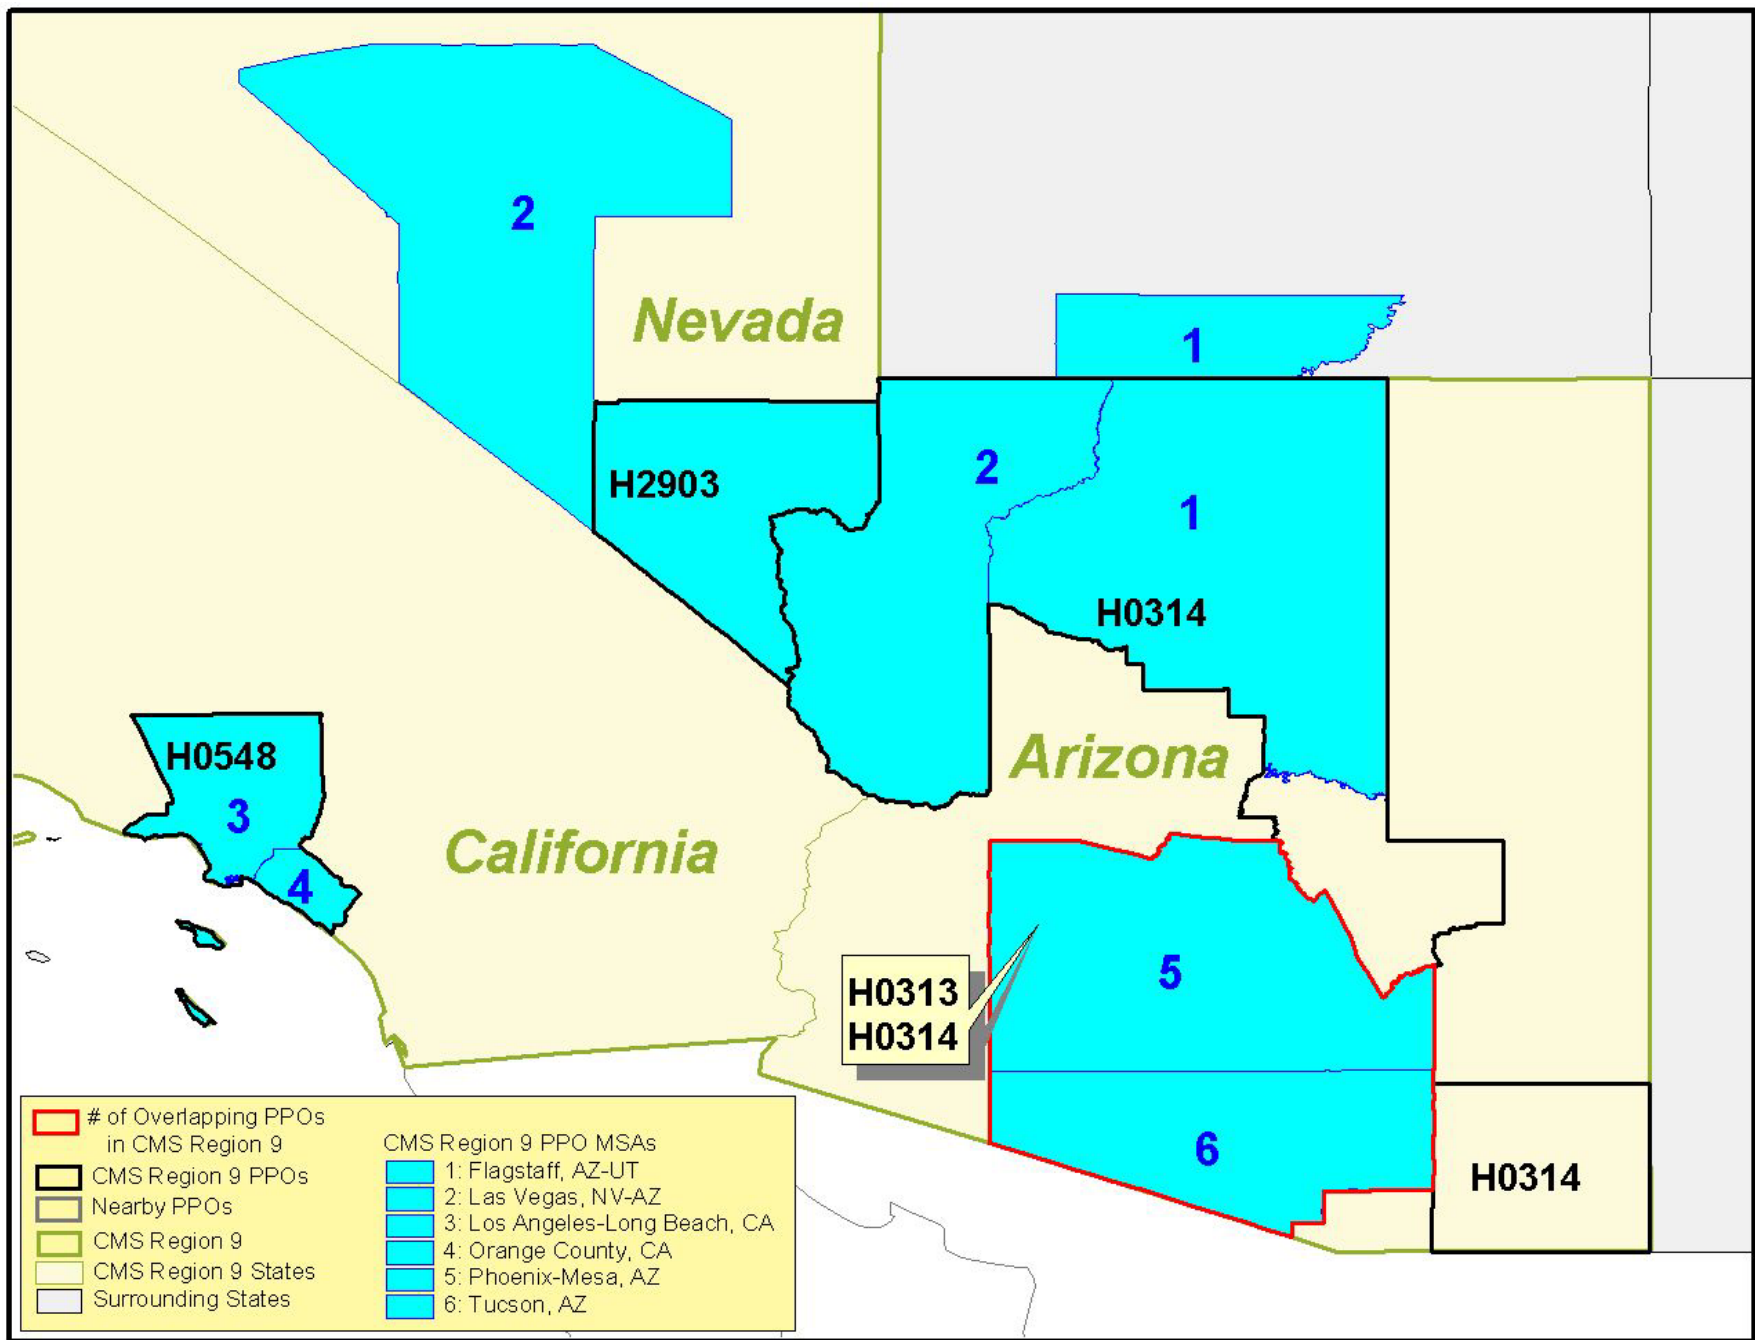 2
Nevada
1
H2903
2
1
H0314
H0548
3
Arizona
California
4
H0313
H0314
5
6
H0314
# of Overlapping PPOs
in CMS Region 9
CMS Region 9 PPOs
Nearby PPOs
CMS Region 9
CMS Region 9 States
Surrounding States
CMS Region 9 PPO MSAs
1: Flagstaff, AZ-UT
2: Las Vegas, NV-AZ
3: Los Angeles-Long Beach, CA
4: Orange County, CA
5: Phoenix-Mesa, AZ
6: Tucson, AZ